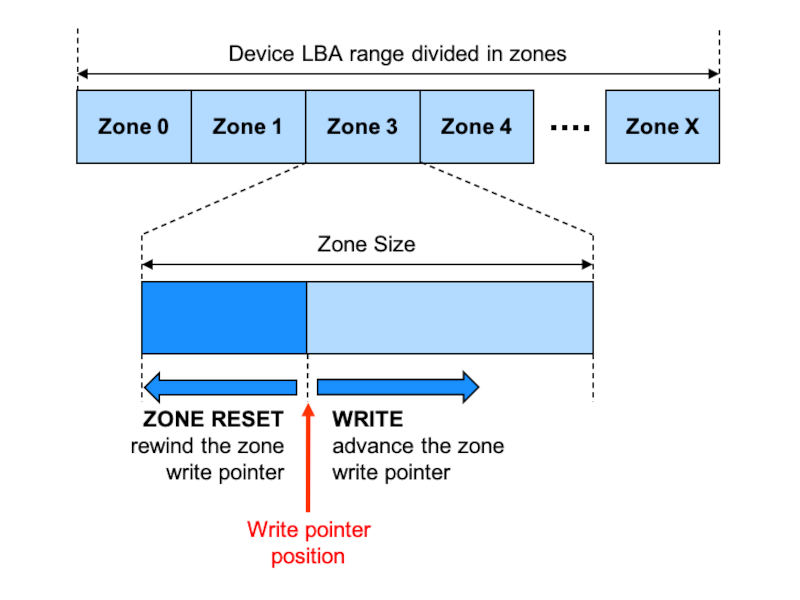 Device LBA range divided in zones
Zone 0 Zone 1 Zone 3 Zone 4 .... Zone X
Zone Size
ZONE RESET
rewind the zone
write pointer
WRITE
advance the zone
write pointer
Write pointer
position